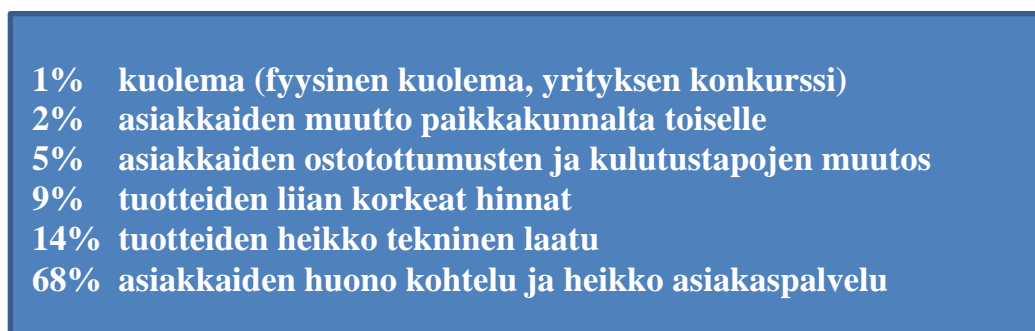 1% kuolema (fyysinen kuolema, yrityksen konkurssi)
2% asiakkaiden muutto paikkakunnalta toiselle
5% asiakkaiden ostotottumusten ja kulutustapojen muutos
9% tuotteiden liian korkeat hinnat
14% tuotteiden heikko tekninen laatu
68% asiakkaiden huono kohtelu ja heikko asiakaspalvelu